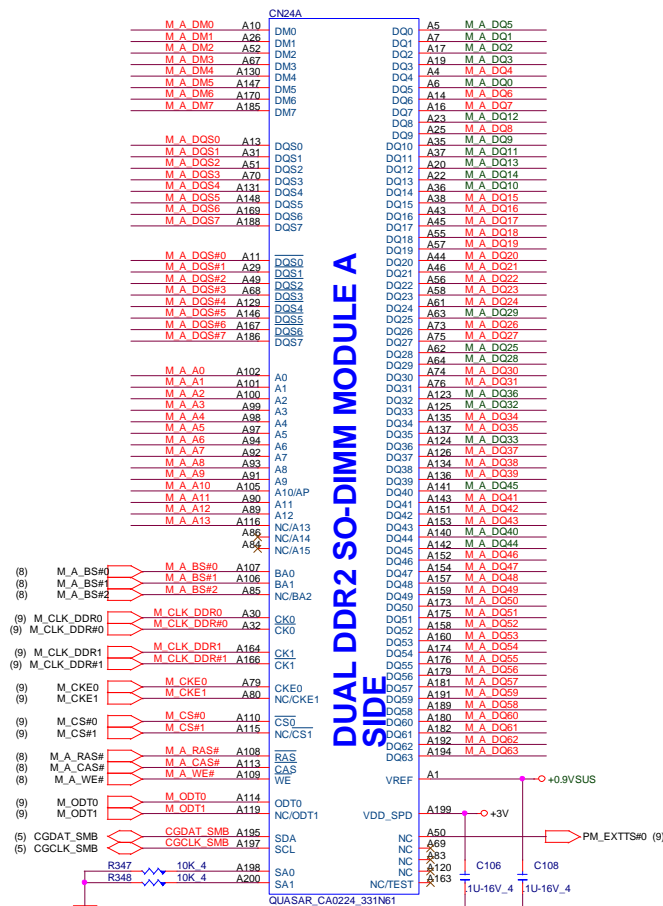 CN24A
M_A_DM0 A10 DM0
M_A_DM1 A26 DM1
M_A_DM2 A52 DM2
M_A_DM3 A67 DM3
M_A_DM4 A130 DM4
M_A_DM5 A147 DM5
M_A_DM6 A170 DM6
M_A_DM7 A185 DM7
M_A_DQS0 A13 DQS0
M_A_DQS1 A31 DQS1
M_A_DQS2 A51 DQS2
M_A_DQS3 A70 DQS3
M_A_DQS4 A131 DQS4
M_A_DQS5 A148 DQS5
M_A_DQS6 A169 DQS6
M_A_DQS7 A188 DQS7
M_A_DQS#0 A11 DQS0
M_A_DQS#1 A29 DQS1
M_A_DQS#2 A49 DQS2
M_A_DQS#3 A68 DQS3
M_A_DQS#4 A129 DQS4
M_A_DQS#5 A146 DQS5
M_A_DQS#6 A167 DQS6
M_A_DQS#7 A186 DQS7
M_A_A0 A102 A0
M_A_A1 A101 A1
M_A_A2 A100 A2
M_A_A3 A99 A3
M_A_A4 A98 A4
M_A_A5 A97 A5
M_A_A6 A94 A6
M_A_A7 A92 A7
M_A_A8 A93 A8
M_A_A9 A91 A9
M_A_A10 A105 A10/AP
M_A_A11 A90 A11
M_A_A12 A89 A12
M_A_A13 A116 NC/A13
A86 NC/A14
A84 NC/A15
(8) M_A_BS#0 M_A_BS#0 A107 BA0
(8) M_A_BS#1 M_A_BS#1 A106 BA1
(8) M_A_BS#2 M_A_BS#2 A85 NC/BA2
(9) M_CLK_DDR0 M_CLK_DDR0 A30 CK0
(9) M_CLK_DDR#0 M_CLK_DDR#0 A32 CK0
(9) M_CLK_DDR1 M_CLK_DDR1 A164 CK1
(9) M_CLK_DDR#1 M_CLK_DDR#1 A166 CK1
(9) M_CKE0 M_CKE0 A79 CKE0
(9) M_CKE1 M_CKE1 A80 NC/CKE1
(9) M_CS#0 M_CS#0 A110 CS0
(9) M_CS#1 M_CS#1 A115 NC/CS1
(8) M_A_RAS# M_A_RAS# A108 RAS
(8) M_A_CAS# M_A_CAS# A113 CAS
(8) M_A_WE# M_A_WE# A109 WE
(9) M_ODT0 M_ODT0 A114 ODT0
(9) M_ODT1 M_ODT1 A119 NC/ODT1
(5) CGDAT_SMB CGDAT_SMB A195 SDA
(5) CGCLK_SMB CGCLK_SMB A197 SCL
R347 10K_4 A198 SA0
R348 10K_4 A200 SA1
DUAL DDR2 SO-DIMM MODULE A
SIDE
DQ0 A5 M_A_DQ5
DQ1 A7 M_A_DQ1
DQ2 A17 M_A_DQ2
DQ3 A19 M_A_DQ3
DQ4 A4 M_A_DQ4
DQ5 A6 M_A_DQ0
DQ6 A14 M_A_DQ6
DQ7 A16 M_A_DQ7
DQ8 A23 M_A_DQ12
DQ9 A25 M_A_DQ8
DQ10 A35 M_A_DQ9
DQ11 A37 M_A_DQ11
DQ12 A20 M_A_DQ13
DQ13 A22 M_A_DQ14
DQ14 A36 M_A_DQ10
DQ15 A38 M_A_DQ15
DQ16 A43 M_A_DQ16
DQ17 A45 M_A_DQ17
DQ18 A55 M_A_DQ18
DQ19 A57 M_A_DQ19
DQ20 A44 M_A_DQ20
DQ21 A46 M_A_DQ21
DQ22 A56 M_A_DQ22
DQ23 A58 M_A_DQ23
DQ24 A61 M_A_DQ24
DQ25 A63 M_A_DQ29
DQ26 A73 M_A_DQ26
DQ27 A75 M_A_DQ27
DQ28 A62 M_A_DQ25
DQ29 A64 M_A_DQ28
DQ30 A74 M_A_DQ30
DQ31 A76 M_A_DQ31
DQ32 A123 M_A_DQ36
DQ33 A125 M_A_DQ32
DQ34 A135 M_A_DQ34
DQ35 A137 M_A_DQ35
DQ36 A124 M_A_DQ33
DQ37 A126 M_A_DQ37
DQ38 A134 M_A_DQ38
DQ39 A136 M_A_DQ39
DQ40 A141 M_A_DQ45
DQ41 A143 M_A_DQ41
DQ42 A151 M_A_DQ42
DQ43 A153 M_A_DQ43
DQ44 A140 M_A_DQ40
DQ45 A142 M_A_DQ44
DQ46 A152 M_A_DQ46
DQ47 A154 M_A_DQ47
DQ48 A157 M_A_DQ48
DQ49 A159 M_A_DQ49
DQ50 A173 M_A_DQ50
DQ51 A175 M_A_DQ51
DQ52 A158 M_A_DQ52
DQ53 A160 M_A_DQ53
DQ54 A174 M_A_DQ54
DQ55 A176 M_A_DQ55
DQ56 A179 M_A_DQ56
DQ57 A181 M_A_DQ57
DQ59 A191 M_A_DQ59
DQ58 A189 M_A_DQ58
DQ60 A180 M_A_DQ60
DQ61 A182 M_A_DQ61
DQ62 A192 M_A_DQ62
DQ63 A194 M_A_DQ63
VREF A1 +0.9VSUS
VDD_SPD A199 +3V
NC A50 PM_EXTTS#0 (9)
NC A69
NC A83
NC A120
NC/TEST A163
C106 .1U-16V_4
C108 .1U-16V_4
QUASAR_CA0224_331N61